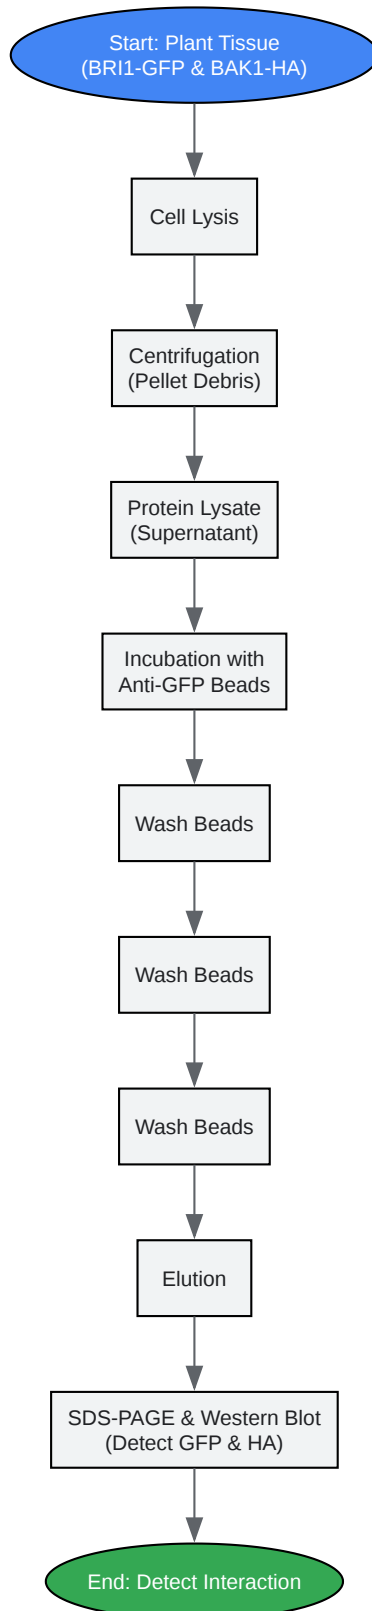 Start: Plant Tissue
(BRI1-GFP & BAK1-HA)
Cell Lysis
Centrifugation
(Pellet Debris)
Protein Lysate
(Supernatant)
Incubation with
Anti-GFP Beads
Wash Beads
Wash Beads
Wash Beads
Elution
SDS-PAGE & Western Blot
(Detect GFP & HA)
End: Detect Interaction